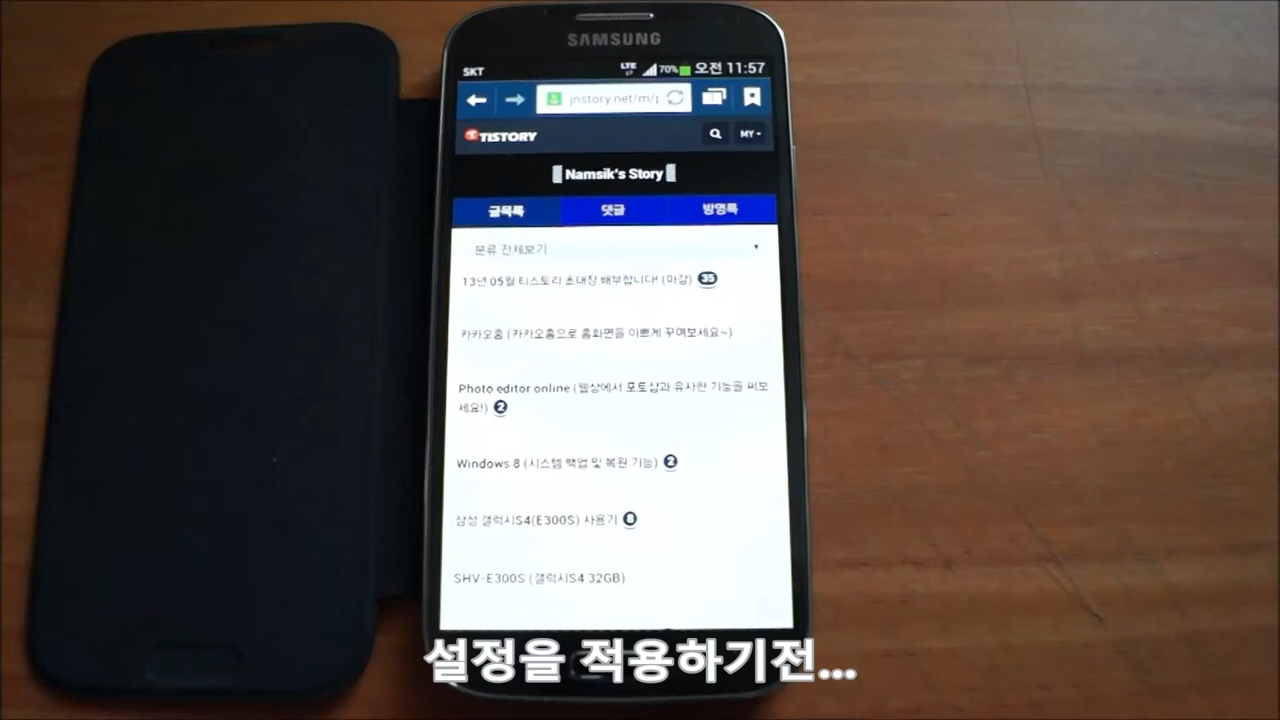 SAMSUNG
SKT LTE 70% 오전 11:57
jnstory.net/m/p
TISTORY MY
Namsik's Story
글목록 댓글 방명록
분류 전체보기
13년 05월 티스토리 초대장 배부합니다! (마감) 35
카카오홈 (카카오홈으로 홈화면을 이쁘게 꾸며보세요~)
Photo editor online (웹상에서 포토샵과 유사한 기능을 써보
세요!) 2
Windows 8 (시스템 백업 및 복원 기능) 2
삼성 갤럭시S4(E300S) 사용기 8
SHV-E300S (갤럭시S4 32GB)
설정을 적용하기전...